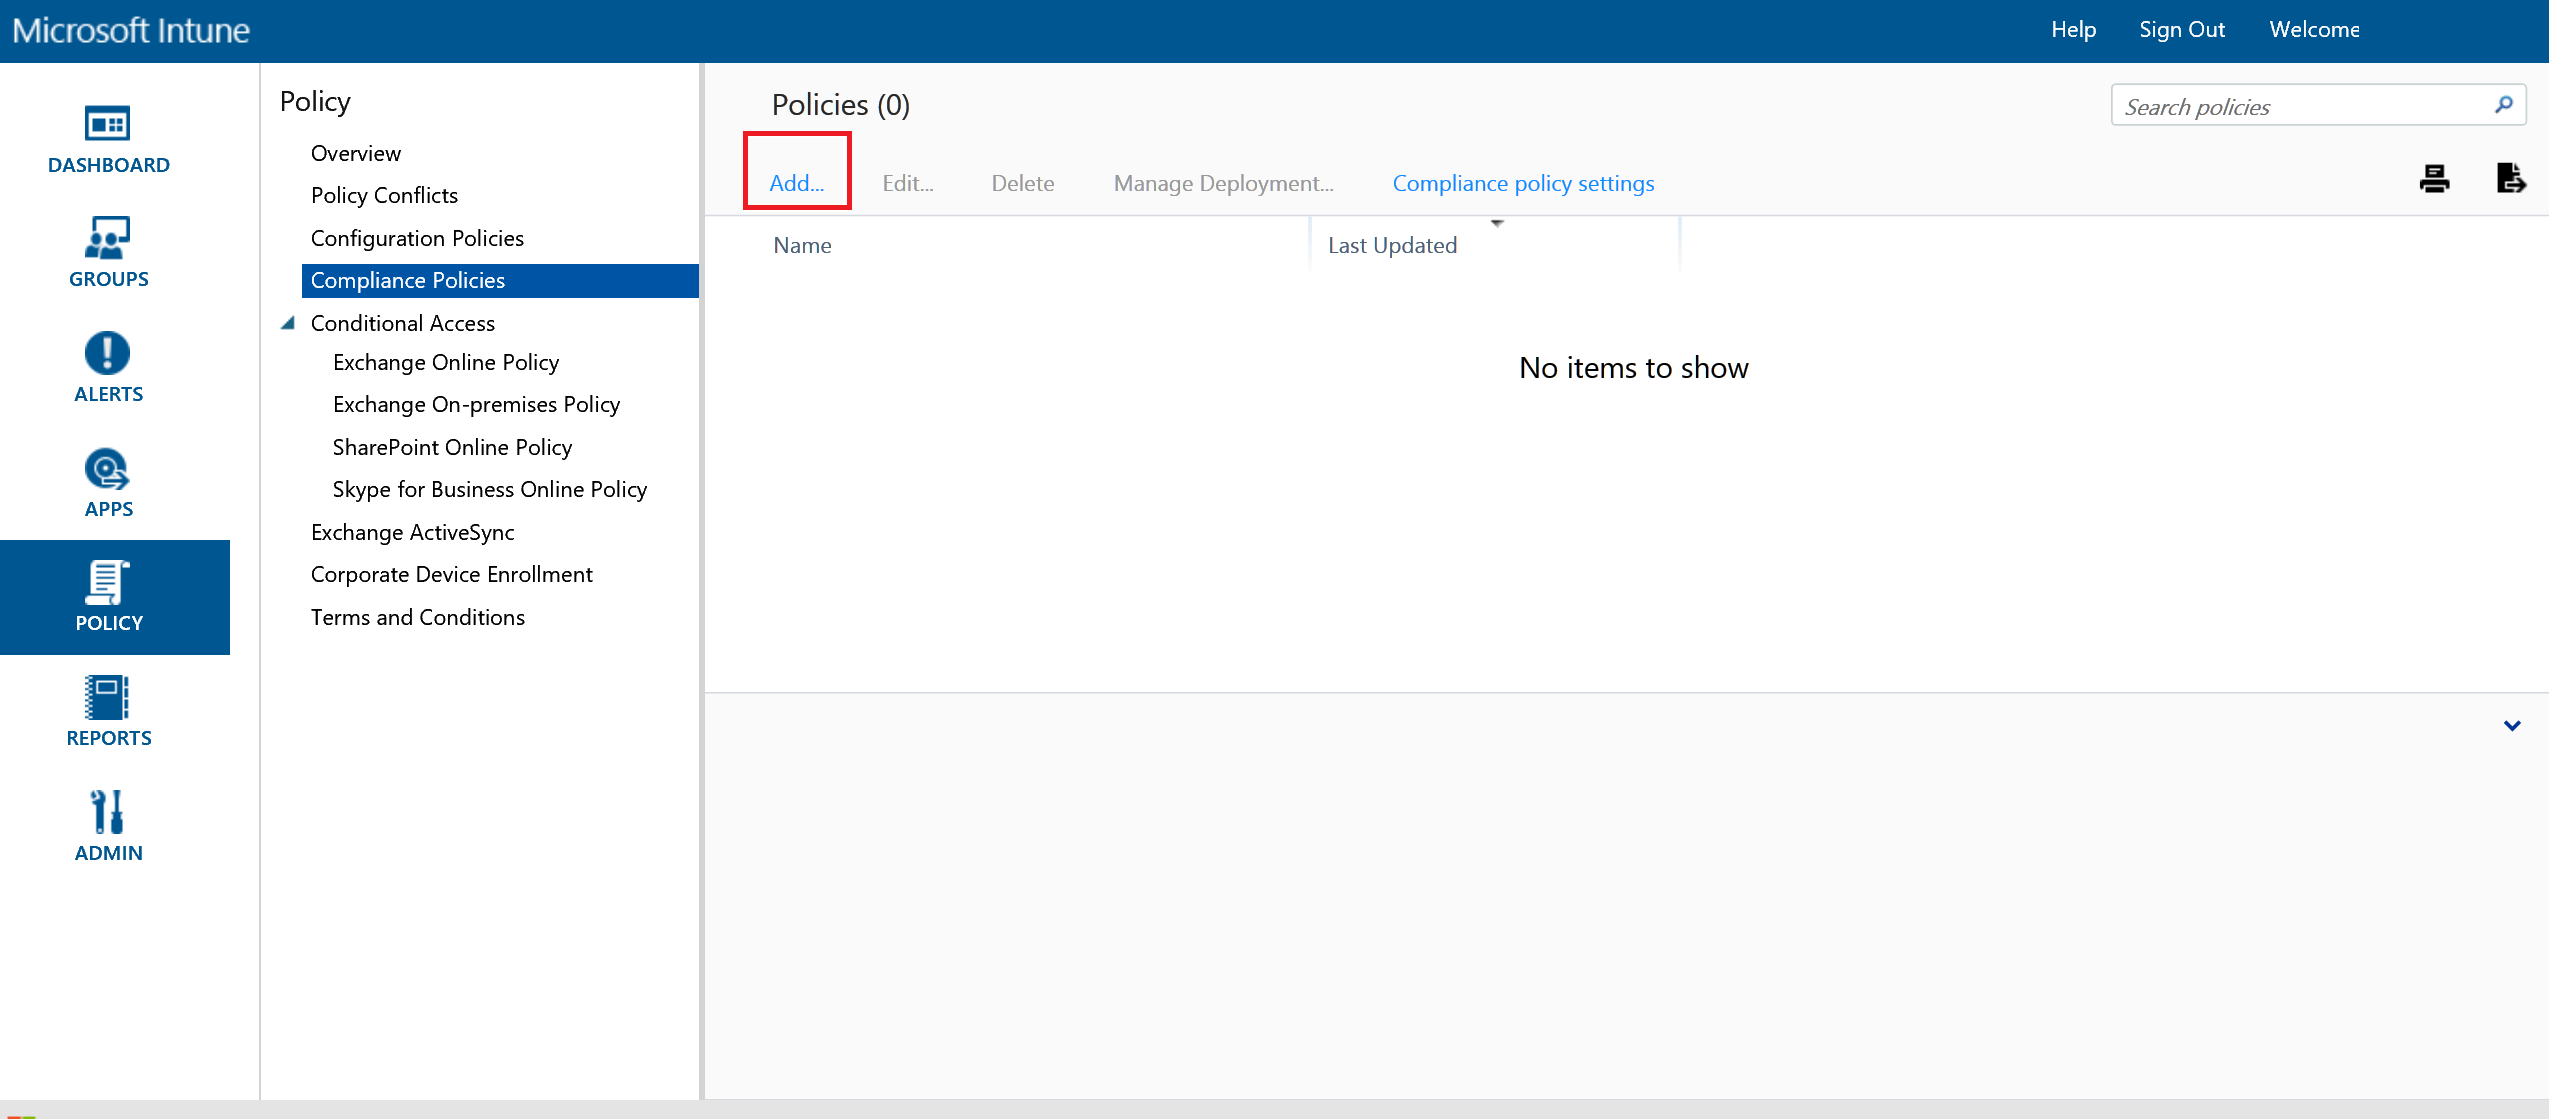 Microsoft Intune
Help Sign Out Welcome
DASHBOARD
GROUPS
ALERTS
APPS
POLICY
REPORTS
ADMIN
Policy
Overview
Policy Conflicts
Configuration Policies
Compliance Policies
Conditional Access
Exchange Online Policy
Exchange On-premises Policy
SharePoint Online Policy
Skype for Business Online Policy
Exchange ActiveSync
Corporate Device Enrollment
Terms and Conditions
Policies (0)
Search policies
Add... Edit... Delete Manage Deployment... Compliance policy settings
Name Last Updated
No items to show